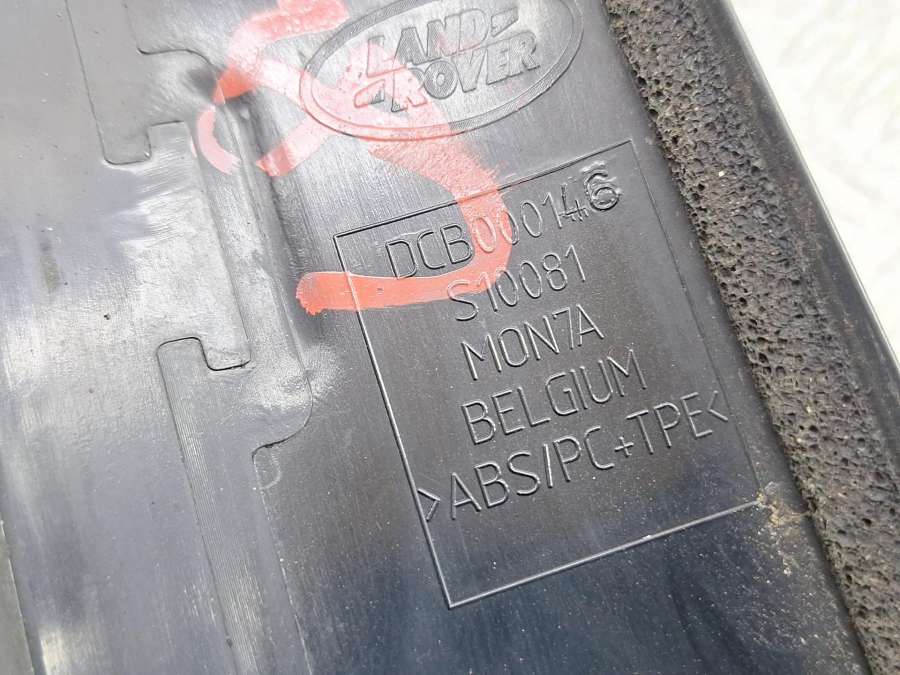 LAND-
ROVER
DCB000146
S10081
MON7A
BELGIUM
>ABS/PC+TPE<